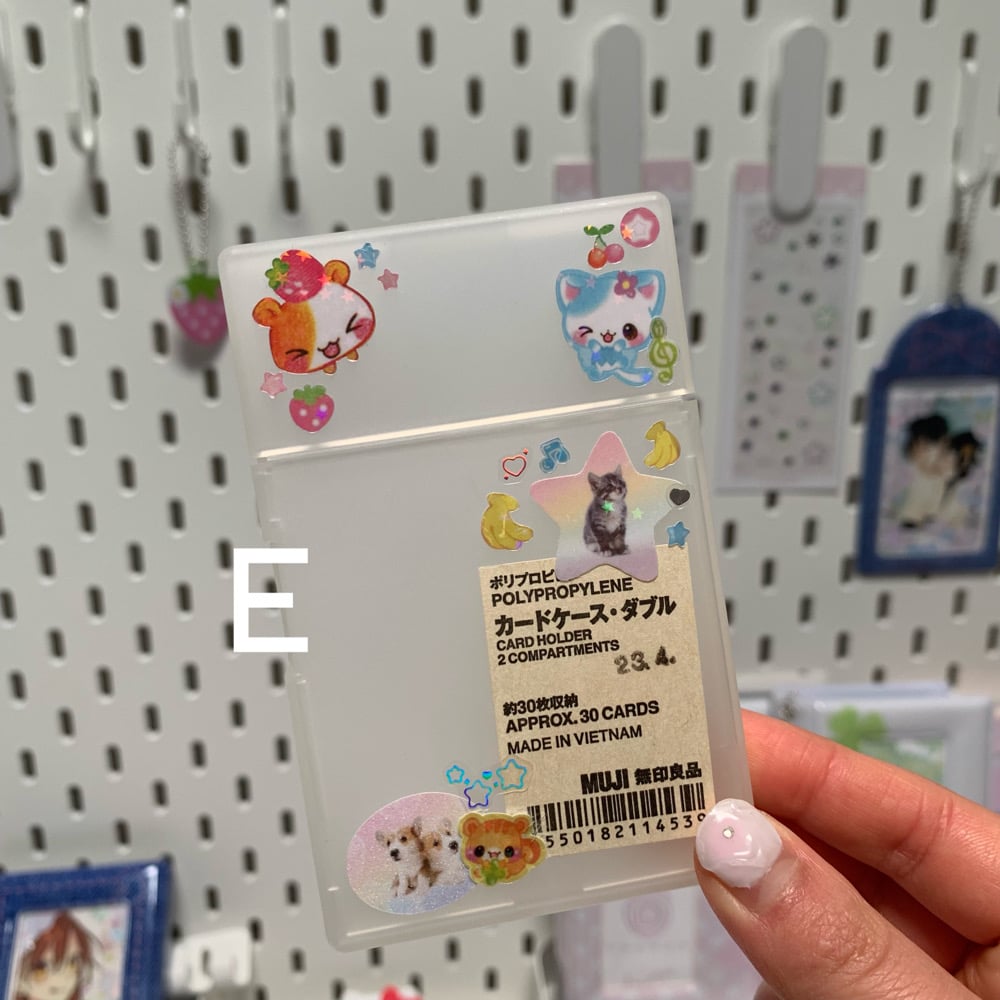 E
ポリプロピ
POLYPROPYLENE
カードケース・ダブル
CARD HOLDER
2 COMPARTMENTS
23.4.
約30枚収納
APPROX. 30 CARDS
MADE IN VIETNAM
MUJI 無印良品
550182114539